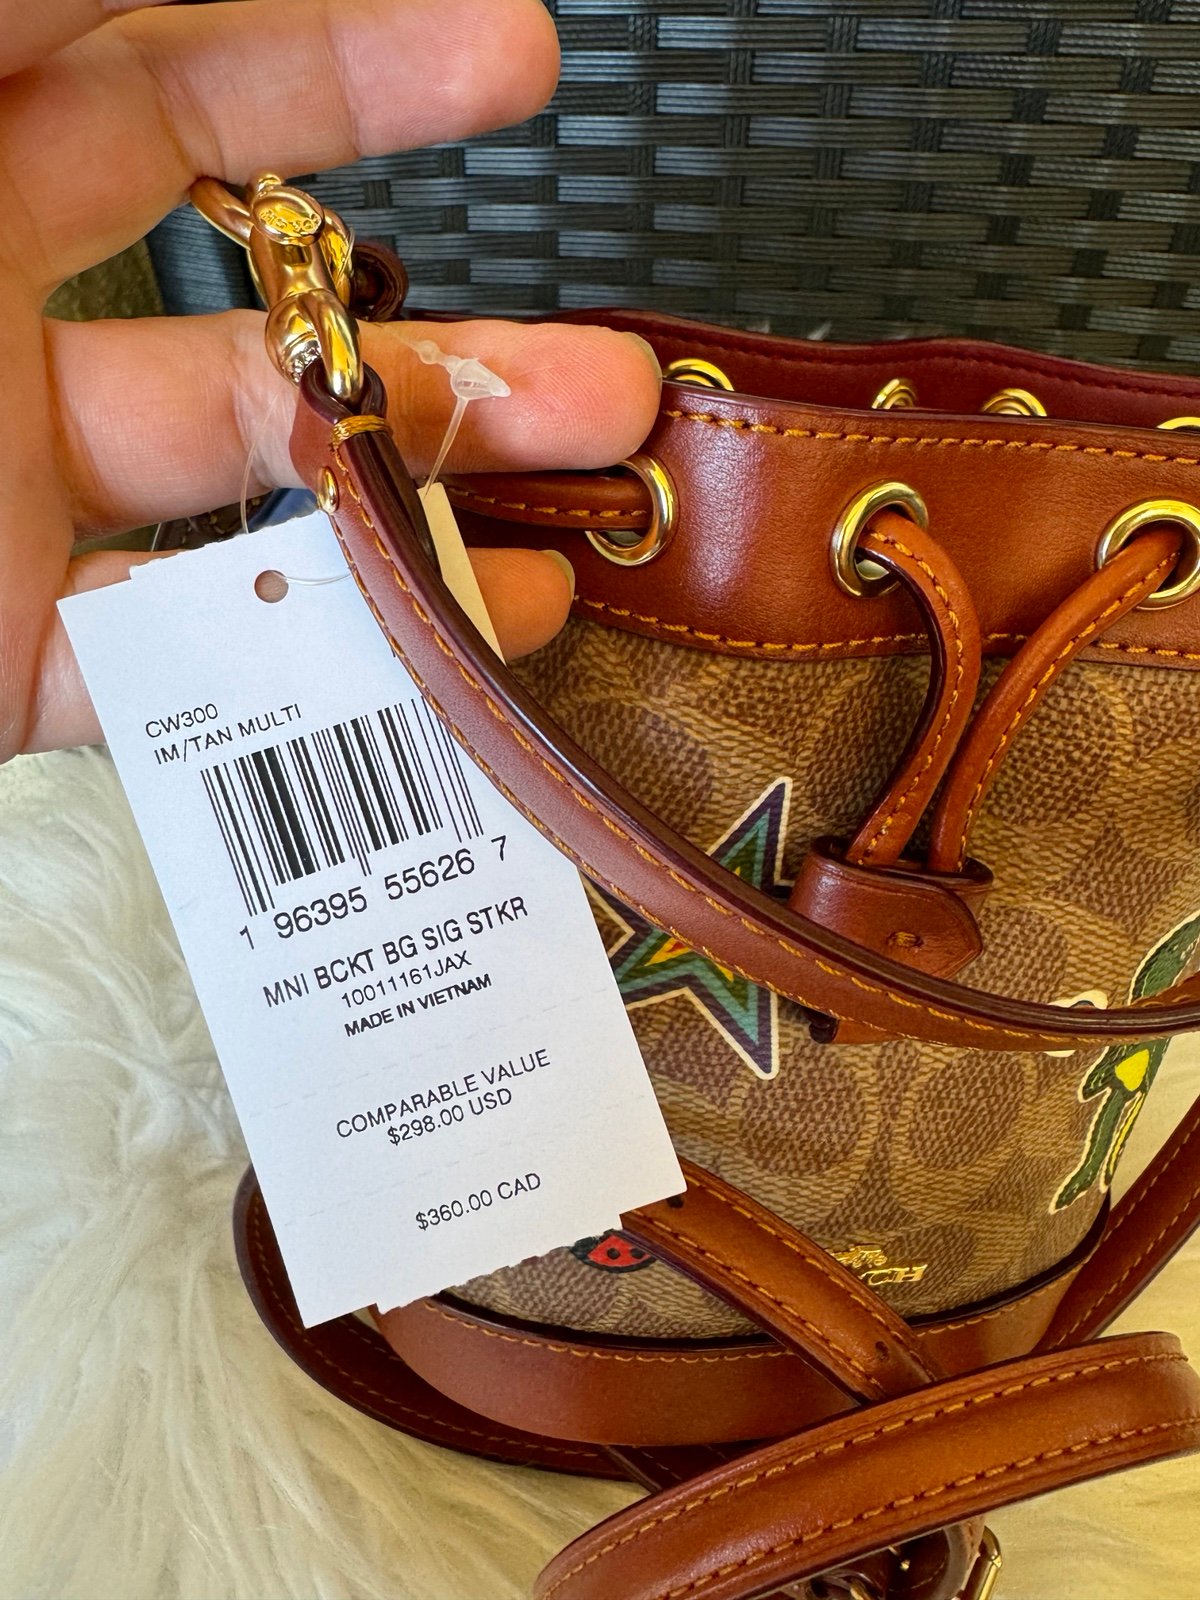 CW300
IM/TAN MULTI
1 96395 55626 7
MNI BCKT BG SIG STKR
10011161JAX
MADE IN VIETNAM
COMPARABLE VALUE
$298.00 USD
$360.00 CAD